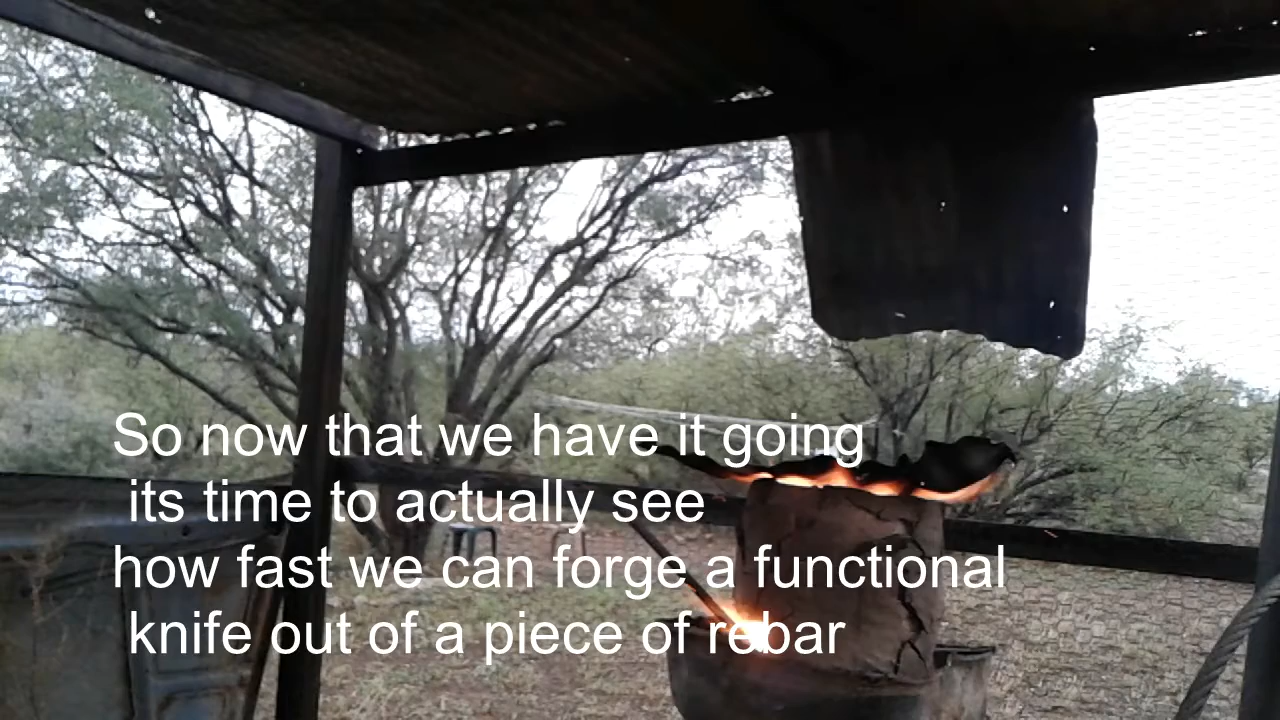 So now that we have it going
its time to actually see
how fast we can forge a functional
knife out of a piece of rebar